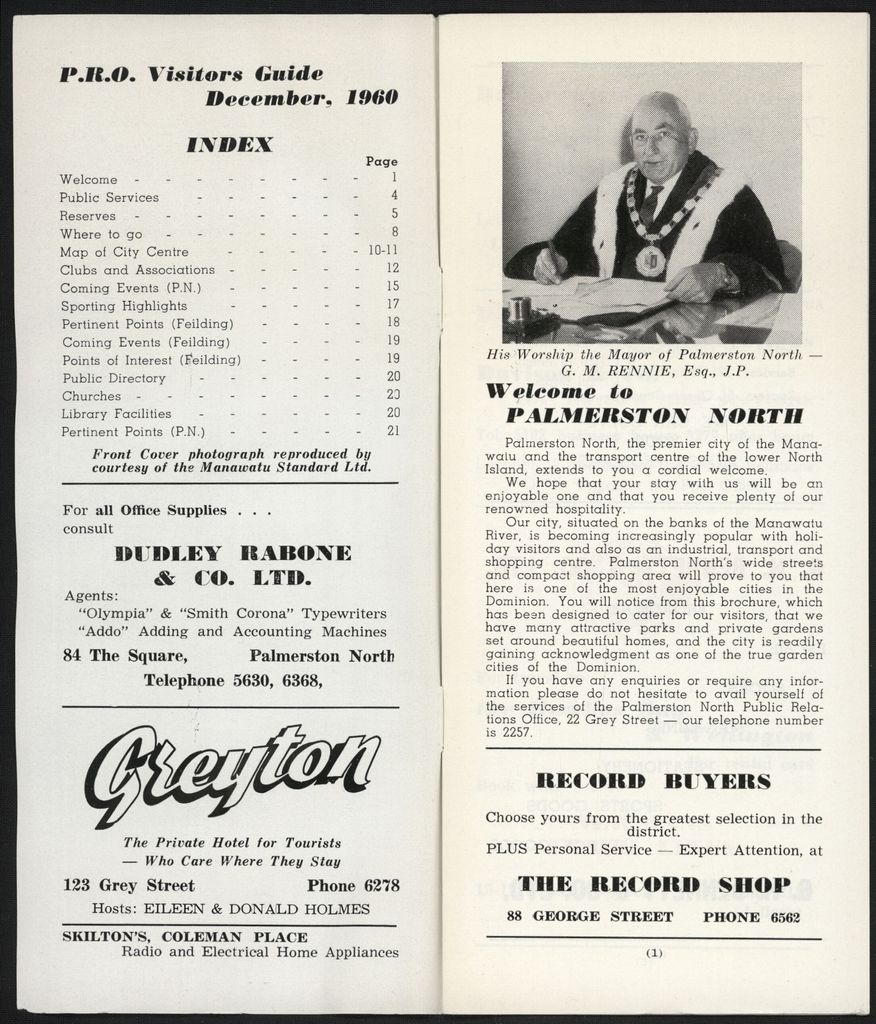 P.R.O. Visitors Guide
December, 1960
INDEX
Page
Welcome - - - - - - - - 1
Public Services - - - - - - 4
Reserves - - - - - - - - 5
Where to go - - - - - - - 8
Map of City Centre - - - - - 10-11
Clubs and Associations - - - - - 12
Coming Events (P.N.) - - - - - 15
Sporting Highlights - - - - - 17
Pertinent Points (Feilding) - - - - 18
Coming Events (Feilding) - - - - 19
Points of Interest (Feilding) - - - - 19
Public Directory - - - - - - 20
Churches - - - - - - - - 20
Library Facilities - - - - - - 20
Pertinent Points (P.N.) - - - - - 21
Front Cover photograph reproduced by
courtesy of the Manawatu Standard Ltd.
For all Office Supplies . . .
consult
DUDLEY RABONE
& CO. LTD.
Agents:
"Olympia" & "Smith Corona" Typewriters
"Addo" Adding and Accounting Machines
84 The Square, Palmerston North
Telephone 5630, 6368,
Greyton
The Private Hotel for Tourists
— Who Care Where They Stay
123 Grey Street Phone 6278
Hosts: EILEEN & DONALD HOLMES
SKILTON'S, COLEMAN PLACE
Radio and Electrical Home Appliances
His Worship the Mayor of Palmerston North —
G. M. RENNIE, Esq., J.P.
Welcome to
PALMERSTON NORTH
Palmerston North, the premier city of the Mana-
watu and the transport centre of the lower North
Island, extends to you a cordial welcome.
We hope that your stay with us will be an
enjoyable one and that you receive plenty of our
renowned hospitality.
Our city, situated on the banks of the Manawatu
River, is becoming increasingly popular with holi-
day visitors and also as an industrial, transport and
shopping centre. Palmerston North's wide streets
and compact shopping area will prove to you that
here is one of the most enjoyable cities in the
Dominion. You will notice from this brochure, which
has been designed to cater for our visitors, that we
have many attractive parks and private gardens
set around beautiful homes, and the city is readily
gaining acknowledgment as one of the true garden
cities of the Dominion.
If you have any enquiries or require any infor-
mation please do not hesitate to avail yourself of
the services of the Palmerston North Public Rela-
tions Office, 22 Grey Street — our telephone number
is 2257.
RECORD BUYERS
Choose yours from the greatest selection in the
district.
PLUS Personal Service — Expert Attention, at
THE RECORD SHOP
88 GEORGE STREET PHONE 6562
(1)